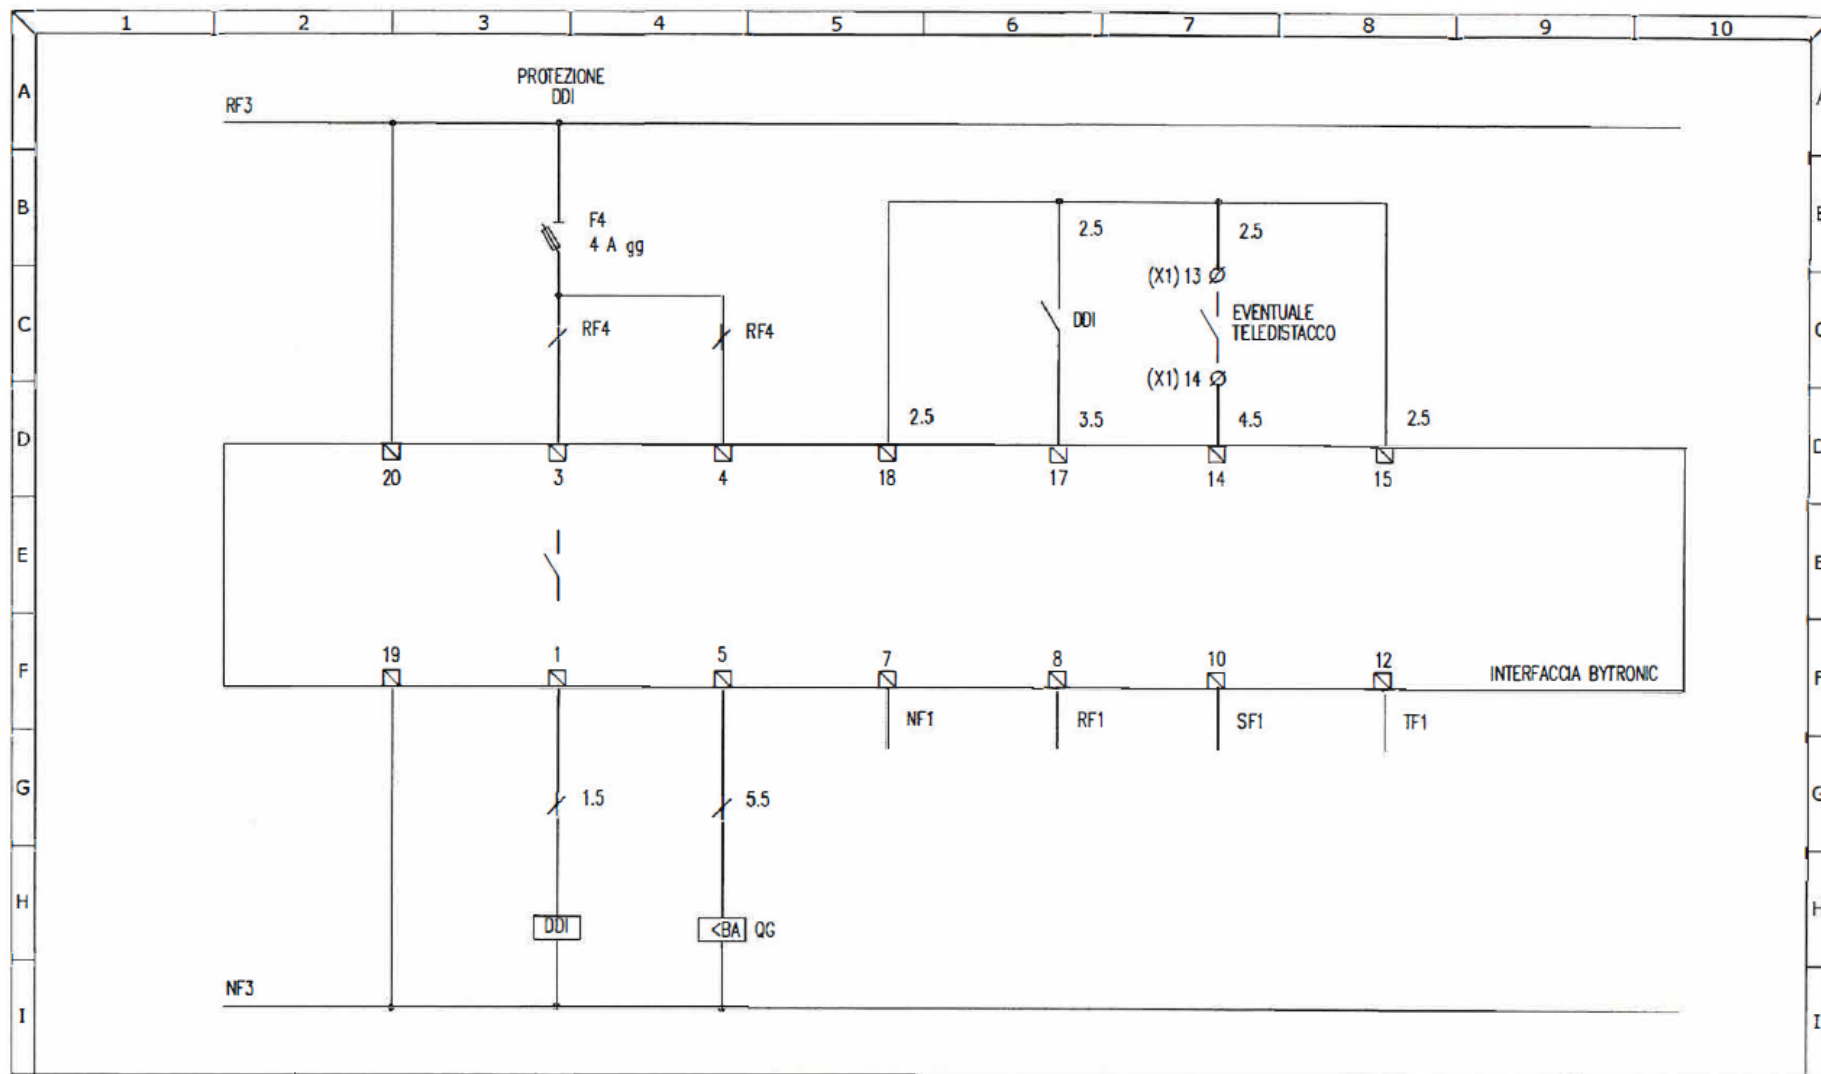 1 2 3 4 5 6 7 8 9 10
A
B
C
D
E
F
G
H
I
PROTEZIONE
DDI
RF3
F4
4 A gg
2.5 2.5
(X1) 13
RF4 RF4 DDI EVENTUALE
TELEDISTACCO
(X1) 14
2.5 3.5 4.5 2.5
20 3 4 18 17 14 15
19 1 5 7 8 10 12
INTERFACCIA BYTRONIC
NF1 RF1 SF1 TF1
1.5 5.5
DDI <BA QG
NF3
A
B
C
D
E
F
G
H
I